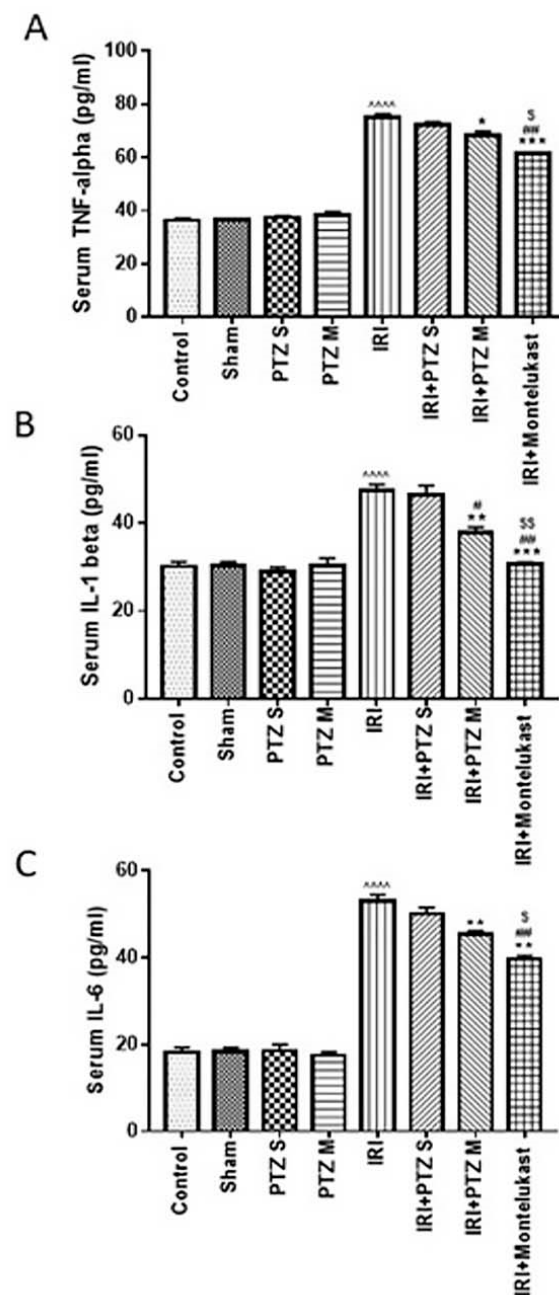 A
Serum TNF-alpha (pg/ml)
100
80
60
40
20
0
^^^^
*
$
##
***
Control
Sham
PTZ S
PTZ M
IRI
IRI+PTZ S
IRI+PTZ M
IRI+Montelukast
B
Serum IL-1 beta (pg/ml)
60
40
20
0
^^^^
#
**
$$
##
***
Control
Sham
PTZ S
PTZ M
IRI
IRI+PTZ S
IRI+PTZ M
IRI+Montelukast
C
Serum IL-6 (pg/ml)
60
40
20
0
^^^^
**
$
##
**
Control
Sham
PTZ S
PTZ M
IRI
IRI+PTZ S
IRI+PTZ M
IRI+Montelukast